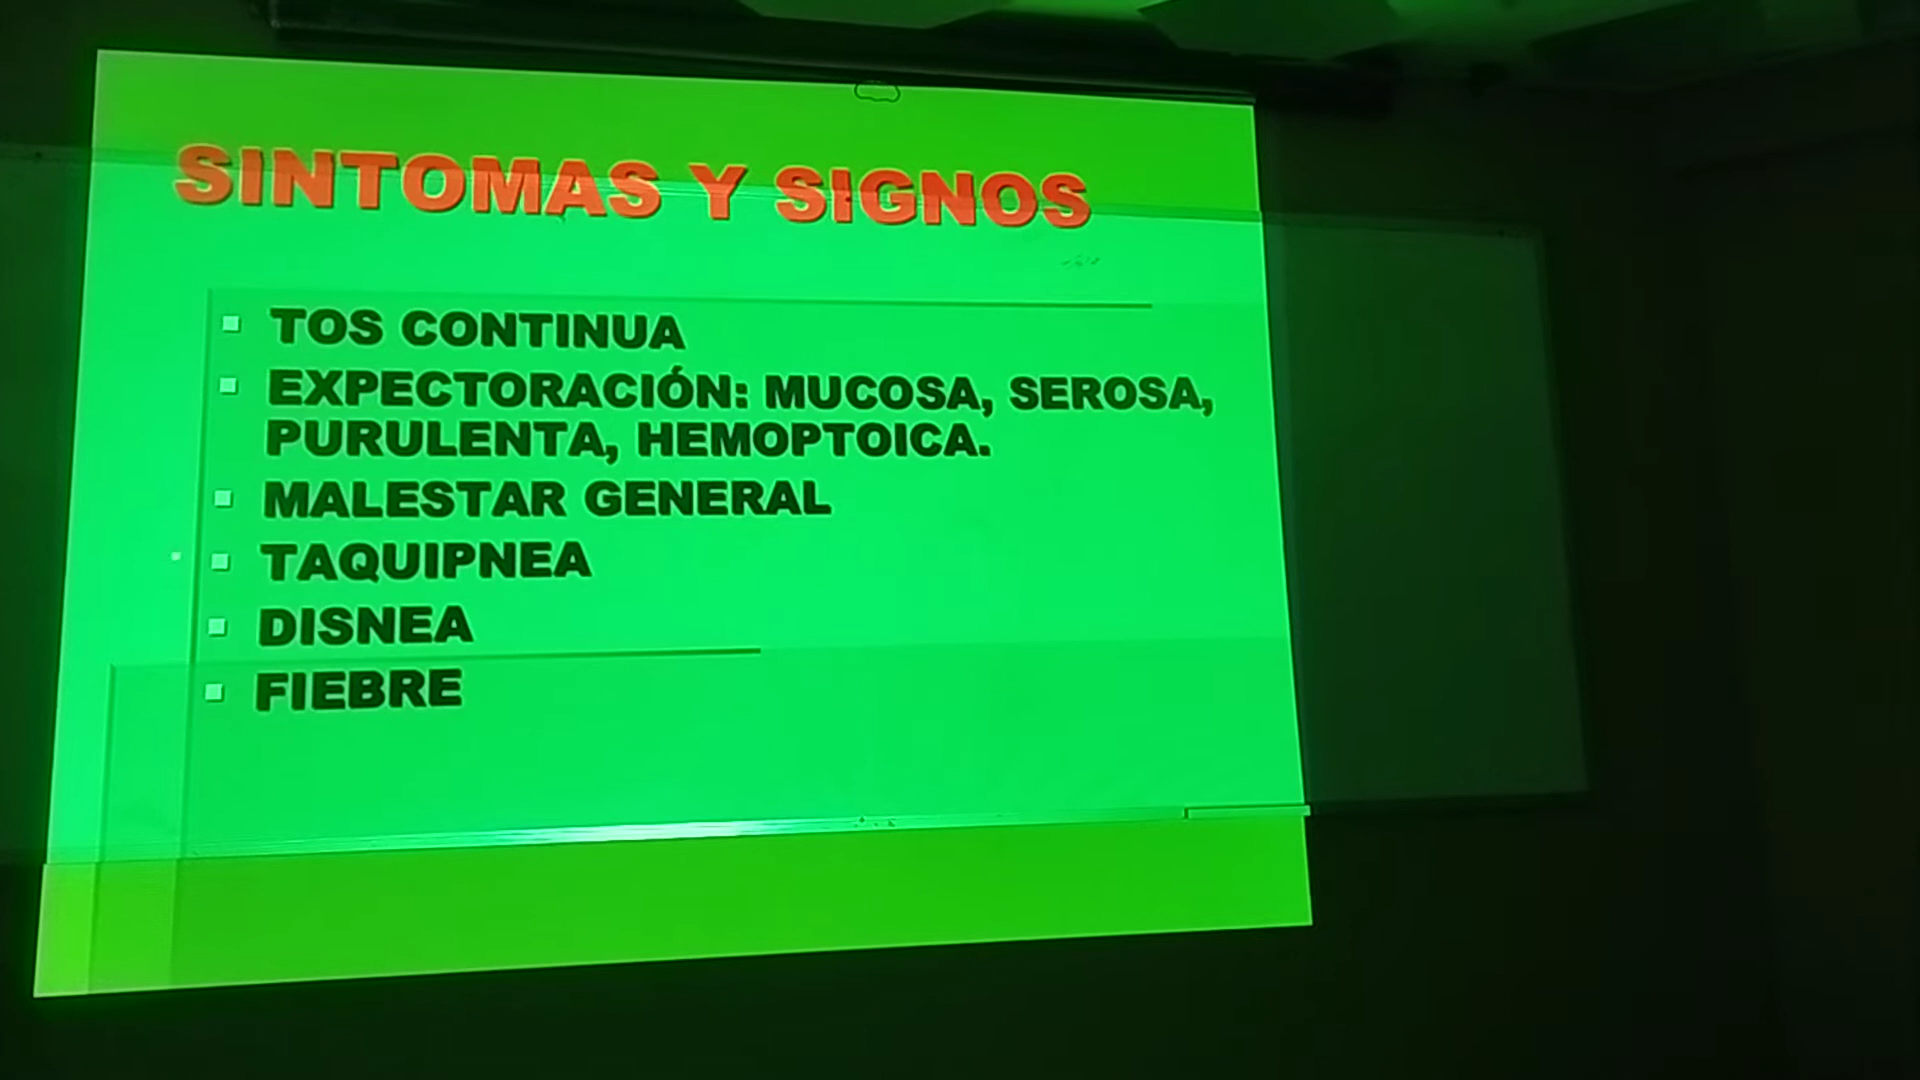 SINTOMAS Y SIGNOS
TOS CONTINUA
EXPECTORACIÓN: MUCOSA, SEROSA,
PURULENTA, HEMOPTOICA.
MALESTAR GENERAL
TAQUIPNEA
DISNEA
FIEBRE